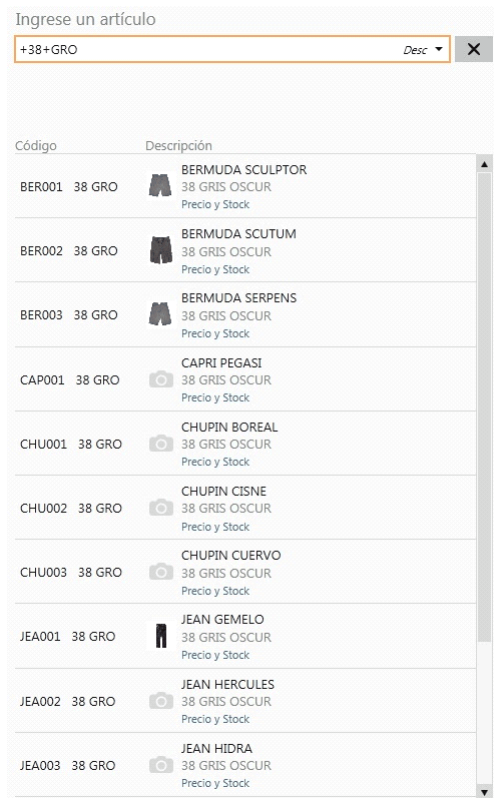 Ingrese un artículo
+38+GRO Desc
Código Descripción
BER001 38 GRO
BERMUDA SCULPTOR
38 GRIS OSCUR
Precio y Stock
BER002 38 GRO
BERMUDA SCUTUM
38 GRIS OSCUR
Precio y Stock
BER003 38 GRO
BERMUDA SERPENS
38 GRIS OSCUR
Precio y Stock
CAP001 38 GRO
CAPRI PEGASI
38 GRIS OSCUR
Precio y Stock
CHU001 38 GRO
CHUPIN BOREAL
38 GRIS OSCUR
Precio y Stock
CHU002 38 GRO
CHUPIN CISNE
38 GRIS OSCUR
Precio y Stock
CHU003 38 GRO
CHUPIN CUERVO
38 GRIS OSCUR
Precio y Stock
JEA001 38 GRO
JEAN GEMELO
38 GRIS OSCUR
Precio y Stock
JEA002 38 GRO
JEAN HERCULES
38 GRIS OSCUR
Precio y Stock
JEA003 38 GRO
JEAN HIDRA
38 GRIS OSCUR
Precio y Stock